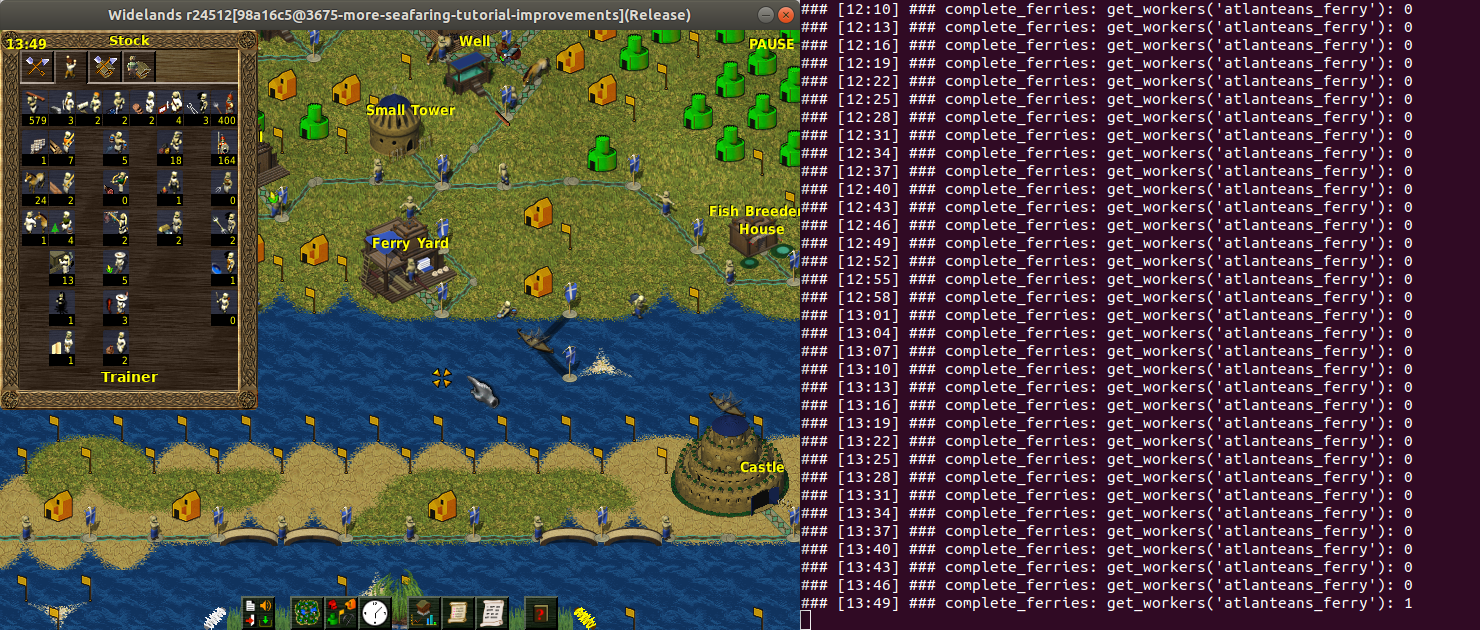 Widelands r24512[98a16c5@3675-more-seafaring-tutorial-improvements](Release)
13:49
Stock
579 3 2 2 2 4 3 400
1 7 5 18 164
24 2 0 1 0
1 4 2 2 2
13 5 1
1 3 0
1 2
Trainer
Well
PAUSE
Small Tower
Fish Breeder
House
Ferry Yard
Castle
### [12:10] ### complete_ferries: get_workers('atlanteans_ferry'): 0
### [12:13] ### complete_ferries: get_workers('atlanteans_ferry'): 0
### [12:16] ### complete_ferries: get_workers('atlanteans_ferry'): 0
### [12:19] ### complete_ferries: get_workers('atlanteans_ferry'): 0
### [12:22] ### complete_ferries: get_workers('atlanteans_ferry'): 0
### [12:25] ### complete_ferries: get_workers('atlanteans_ferry'): 0
### [12:28] ### complete_ferries: get_workers('atlanteans_ferry'): 0
### [12:31] ### complete_ferries: get_workers('atlanteans_ferry'): 0
### [12:34] ### complete_ferries: get_workers('atlanteans_ferry'): 0
### [12:37] ### complete_ferries: get_workers('atlanteans_ferry'): 0
### [12:40] ### complete_ferries: get_workers('atlanteans_ferry'): 0
### [12:43] ### complete_ferries: get_workers('atlanteans_ferry'): 0
### [12:46] ### complete_ferries: get_workers('atlanteans_ferry'): 0
### [12:49] ### complete_ferries: get_workers('atlanteans_ferry'): 0
### [12:52] ### complete_ferries: get_workers('atlanteans_ferry'): 0
### [12:55] ### complete_ferries: get_workers('atlanteans_ferry'): 0
### [12:58] ### complete_ferries: get_workers('atlanteans_ferry'): 0
### [13:01] ### complete_ferries: get_workers('atlanteans_ferry'): 0
### [13:04] ### complete_ferries: get_workers('atlanteans_ferry'): 0
### [13:07] ### complete_ferries: get_workers('atlanteans_ferry'): 0
### [13:10] ### complete_ferries: get_workers('atlanteans_ferry'): 0
### [13:13] ### complete_ferries: get_workers('atlanteans_ferry'): 0
### [13:16] ### complete_ferries: get_workers('atlanteans_ferry'): 0
### [13:19] ### complete_ferries: get_workers('atlanteans_ferry'): 0
### [13:22] ### complete_ferries: get_workers('atlanteans_ferry'): 0
### [13:25] ### complete_ferries: get_workers('atlanteans_ferry'): 0
### [13:28] ### complete_ferries: get_workers('atlanteans_ferry'): 0
### [13:31] ### complete_ferries: get_workers('atlanteans_ferry'): 0
### [13:34] ### complete_ferries: get_workers('atlanteans_ferry'): 0
### [13:37] ### complete_ferries: get_workers('atlanteans_ferry'): 0
### [13:40] ### complete_ferries: get_workers('atlanteans_ferry'): 0
### [13:43] ### complete_ferries: get_workers('atlanteans_ferry'): 0
### [13:46] ### complete_ferries: get_workers('atlanteans_ferry'): 0
### [13:49] ### complete_ferries: get_workers('atlanteans_ferry'): 1